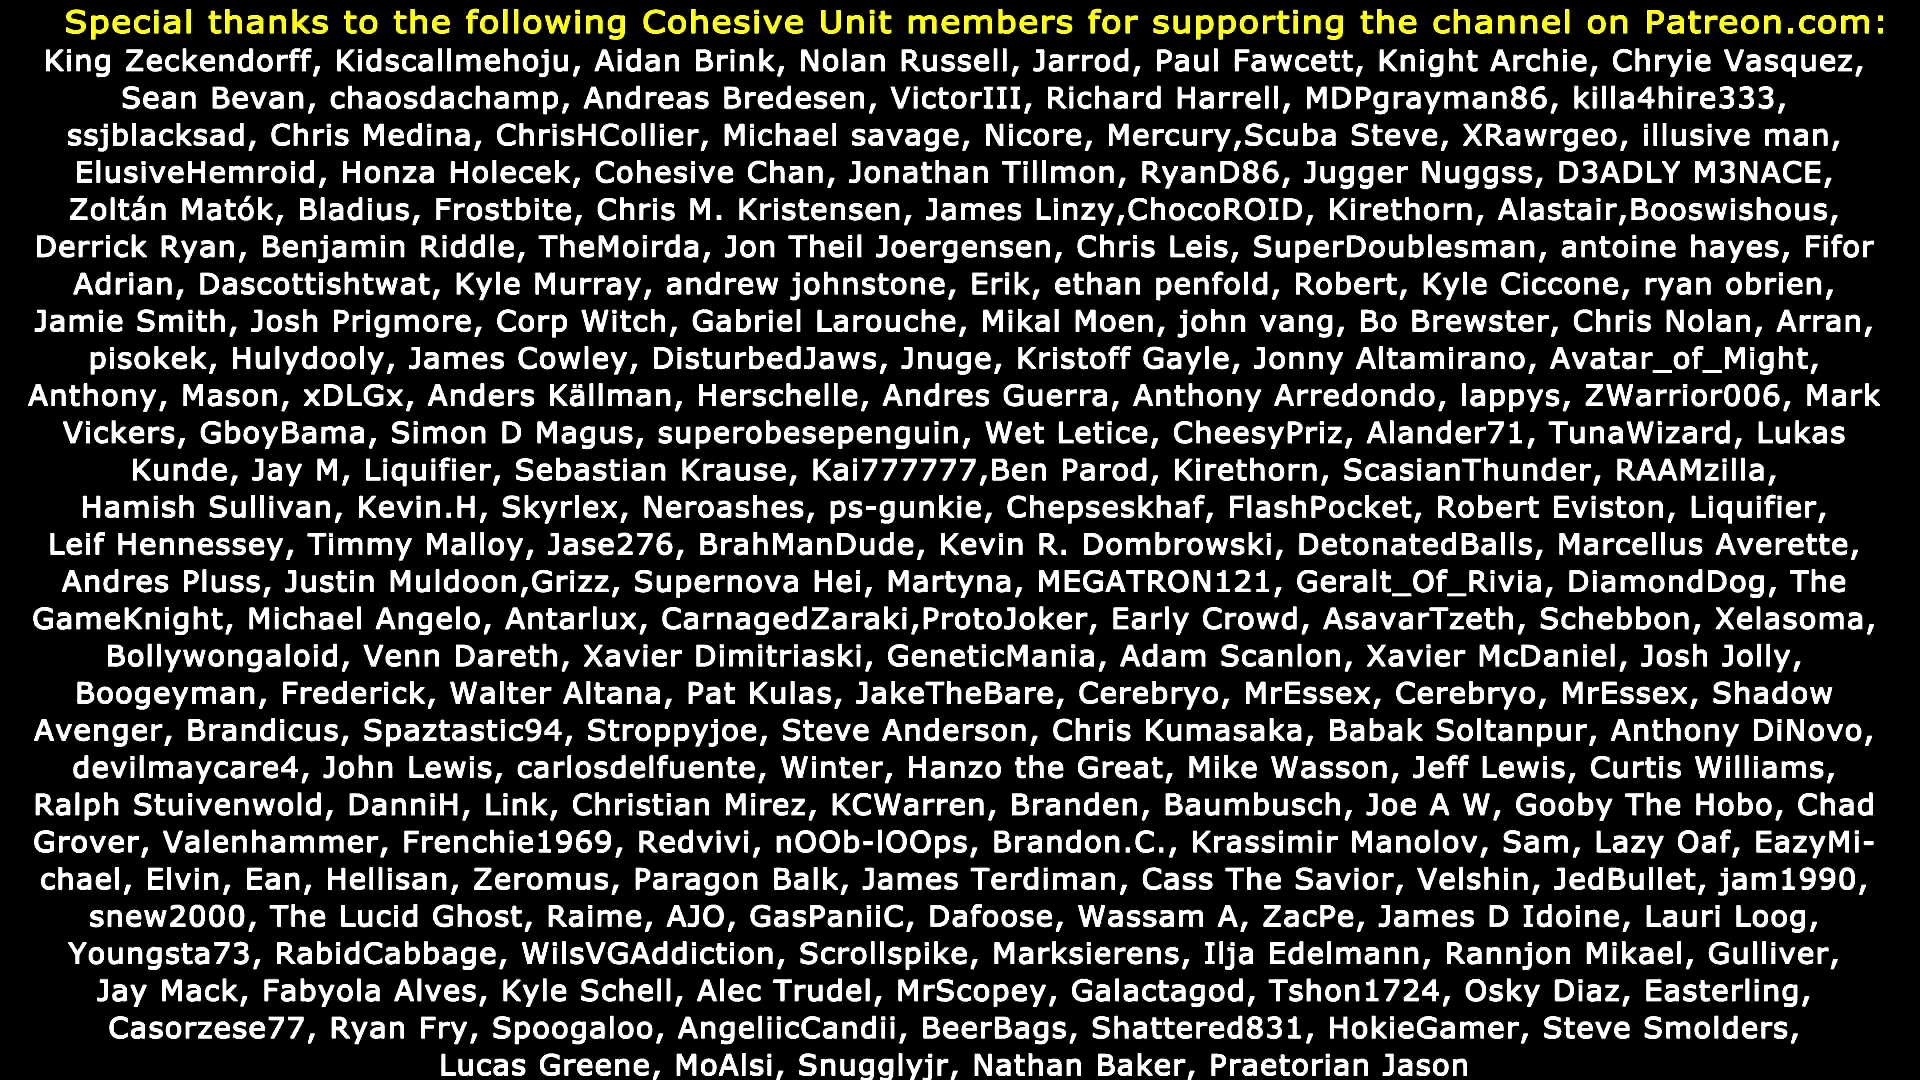 Special thanks to the following Cohesive Unit members for supporting the channel on Patreon.com:
King Zeckendorff, Kidscallmehoju, Aidan Brink, Nolan Russell, Jarrod, Paul Fawcett, Knight Archie, Chryie Vasquez,
Sean Bevan, chaosdachamp, Andreas Bredesen, VictorIII, Richard Harrell, MDPgrayman86, killa4hire333,
ssjblacksad, Chris Medina, ChrisHCollier, Michael savage, Nicore, Mercury,Scuba Steve, XRawrgeo, illusive man,
ElusiveHemroid, Honza Holecek, Cohesive Chan, Jonathan Tillmon, RyanD86, Jugger Nuggss, D3ADLY M3NACE,
Zoltán Matók, Bladius, Frostbite, Chris M. Kristensen, James Linzy,ChocoROID, Kirethorn, Alastair,Booswishous,
Derrick Ryan, Benjamin Riddle, TheMoirda, Jon Theil Joergensen, Chris Leis, SuperDoublesman, antoine hayes, Fifor
Adrian, Dascottishtwat, Kyle Murray, andrew johnstone, Erik, ethan penfold, Robert, Kyle Ciccone, ryan obrien,
Jamie Smith, Josh Prigmore, Corp Witch, Gabriel Larouche, Mikal Moen, john vang, Bo Brewster, Chris Nolan, Arran,
pisokek, Hulydooly, James Cowley, DisturbedJaws, Jnuge, Kristoff Gayle, Jonny Altamirano, Avatar_of_Might,
Anthony, Mason, xDLGx, Anders Källman, Herschelle, Andres Guerra, Anthony Arredondo, lappys, ZWarrior006, Mark
Vickers, GboyBama, Simon D Magus, superobesepenguin, Wet Letice, CheesyPriz, Alander71, TunaWizard, Lukas
Kunde, Jay M, Liquifier, Sebastian Krause, Kai777777,Ben Parod, Kirethorn, ScasianThunder, RAAMzilla,
Hamish Sullivan, Kevin.H, Skyrlex, Neroashes, ps-gunkie, Chepseskhaf, FlashPocket, Robert Eviston, Liquifier,
Leif Hennessey, Timmy Malloy, Jase276, BrahManDude, Kevin R. Dombrowski, DetonatedBalls, Marcellus Averette,
Andres Pluss, Justin Muldoon,Grizz, Supernova Hei, Martyna, MEGATRON121, Geralt_Of_Rivia, DiamondDog, The
GameKnight, Michael Angelo, Antarlux, CarnagedZaraki,ProtoJoker, Early Crowd, AsavarTzeth, Schebbon, Xelasoma,
Bollywongaloid, Venn Dareth, Xavier Dimitriaski, GeneticMania, Adam Scanlon, Xavier McDaniel, Josh Jolly,
Boogeyman, Frederick, Walter Altana, Pat Kulas, JakeTheBare, Cerebryo, MrEssex, Cerebryo, MrEssex, Shadow
Avenger, Brandicus, Spaztastic94, Stroppyjoe, Steve Anderson, Chris Kumasaka, Babak Soltanpur, Anthony DiNovo,
devilmaycare4, John Lewis, carlosdelfuente, Winter, Hanzo the Great, Mike Wasson, Jeff Lewis, Curtis Williams,
Ralph Stuivenwold, DanniH, Link, Christian Mirez, KCWarren, Branden, Baumbusch, Joe A W, Gooby The Hobo, Chad
Grover, Valenhammer, Frenchie1969, Redvivi, nOOb-lOOps, Brandon.C., Krassimir Manolov, Sam, Lazy Oaf, EazyMi-
chael, Elvin, Ean, Hellisan, Zeromus, Paragon Balk, James Terdiman, Cass The Savior, Velshin, JedBullet, jam1990,
snew2000, The Lucid Ghost, Raime, AJO, GasPaniiC, Dafoose, Wassam A, ZacPe, James D Idoine, Lauri Loog,
Youngsta73, RabidCabbage, WilsVGAddiction, Scrollspike, Marksierens, Ilja Edelmann, Rannjon Mikael, Gulliver,
Jay Mack, Fabyola Alves, Kyle Schell, Alec Trudel, MrScopey, Galactagod, Tshon1724, Osky Diaz, Easterling,
Casorzese77, Ryan Fry, Spoogaloo, AngeliicCandii, BeerBags, Shattered831, HokieGamer, Steve Smolders,
Lucas Greene, MoAlsi, Snugglyjr, Nathan Baker, Praetorian Jason